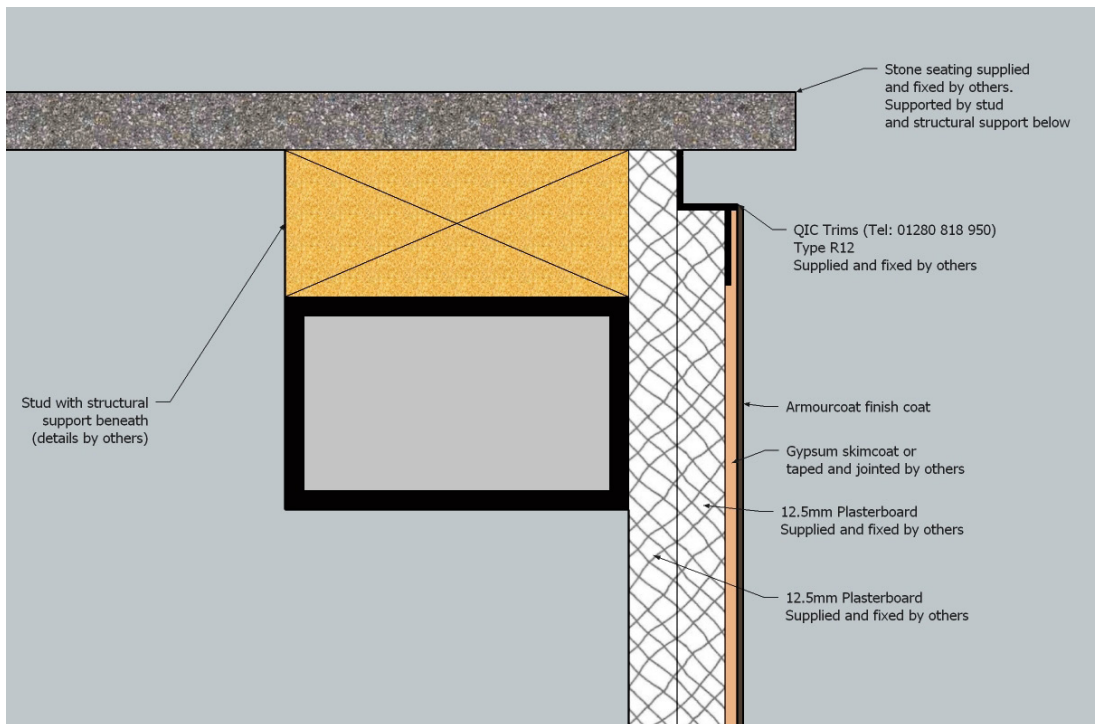 Stone seating supplied
and fixed by others.
Supported by stud
and structural support below
QIC Trims (Tel: 01280 818 950)
Type R12
Supplied and fixed by others
Stud with structural
support beneath
(details by others)
Armourcoat finish coat
Gypsum skimcoat or
taped and jointed by others
12.5mm Plasterboard
Supplied and fixed by others
12.5mm Plasterboard
Supplied and fixed by others